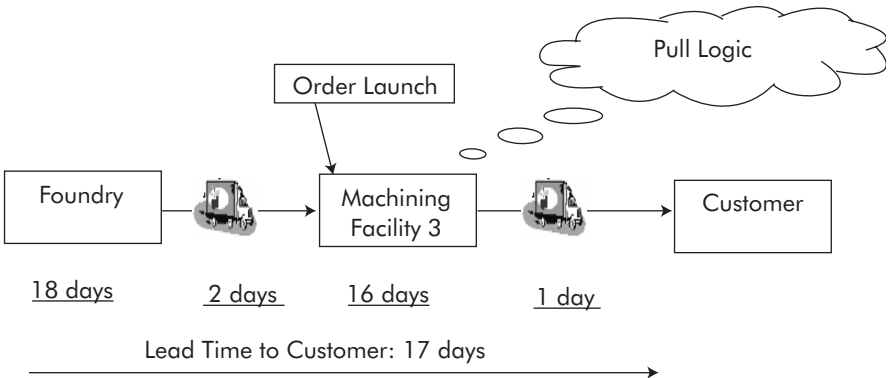 Pull Logic
Order Launch
Foundry
Machining
Facility 3
Customer
18 days
2 days
16 days
1 day
Lead Time to Customer: 17 days